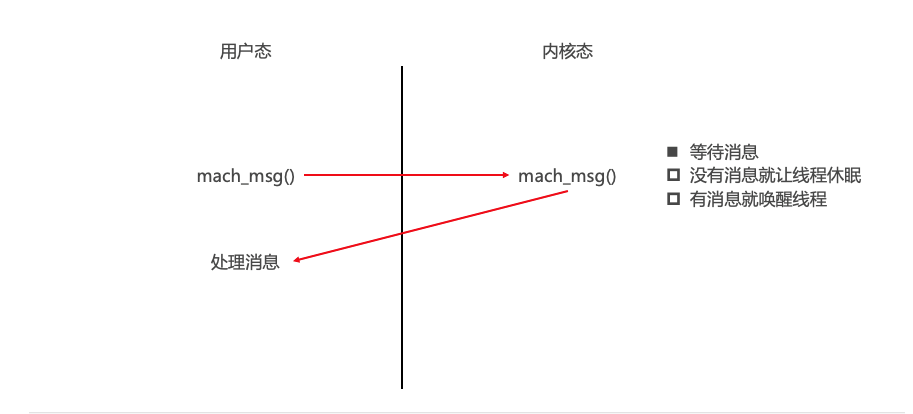 用户态
内核态
mach_msg()
mach_msg()
等待消息
没有消息就让线程休眠
有消息就唤醒线程
处理消息